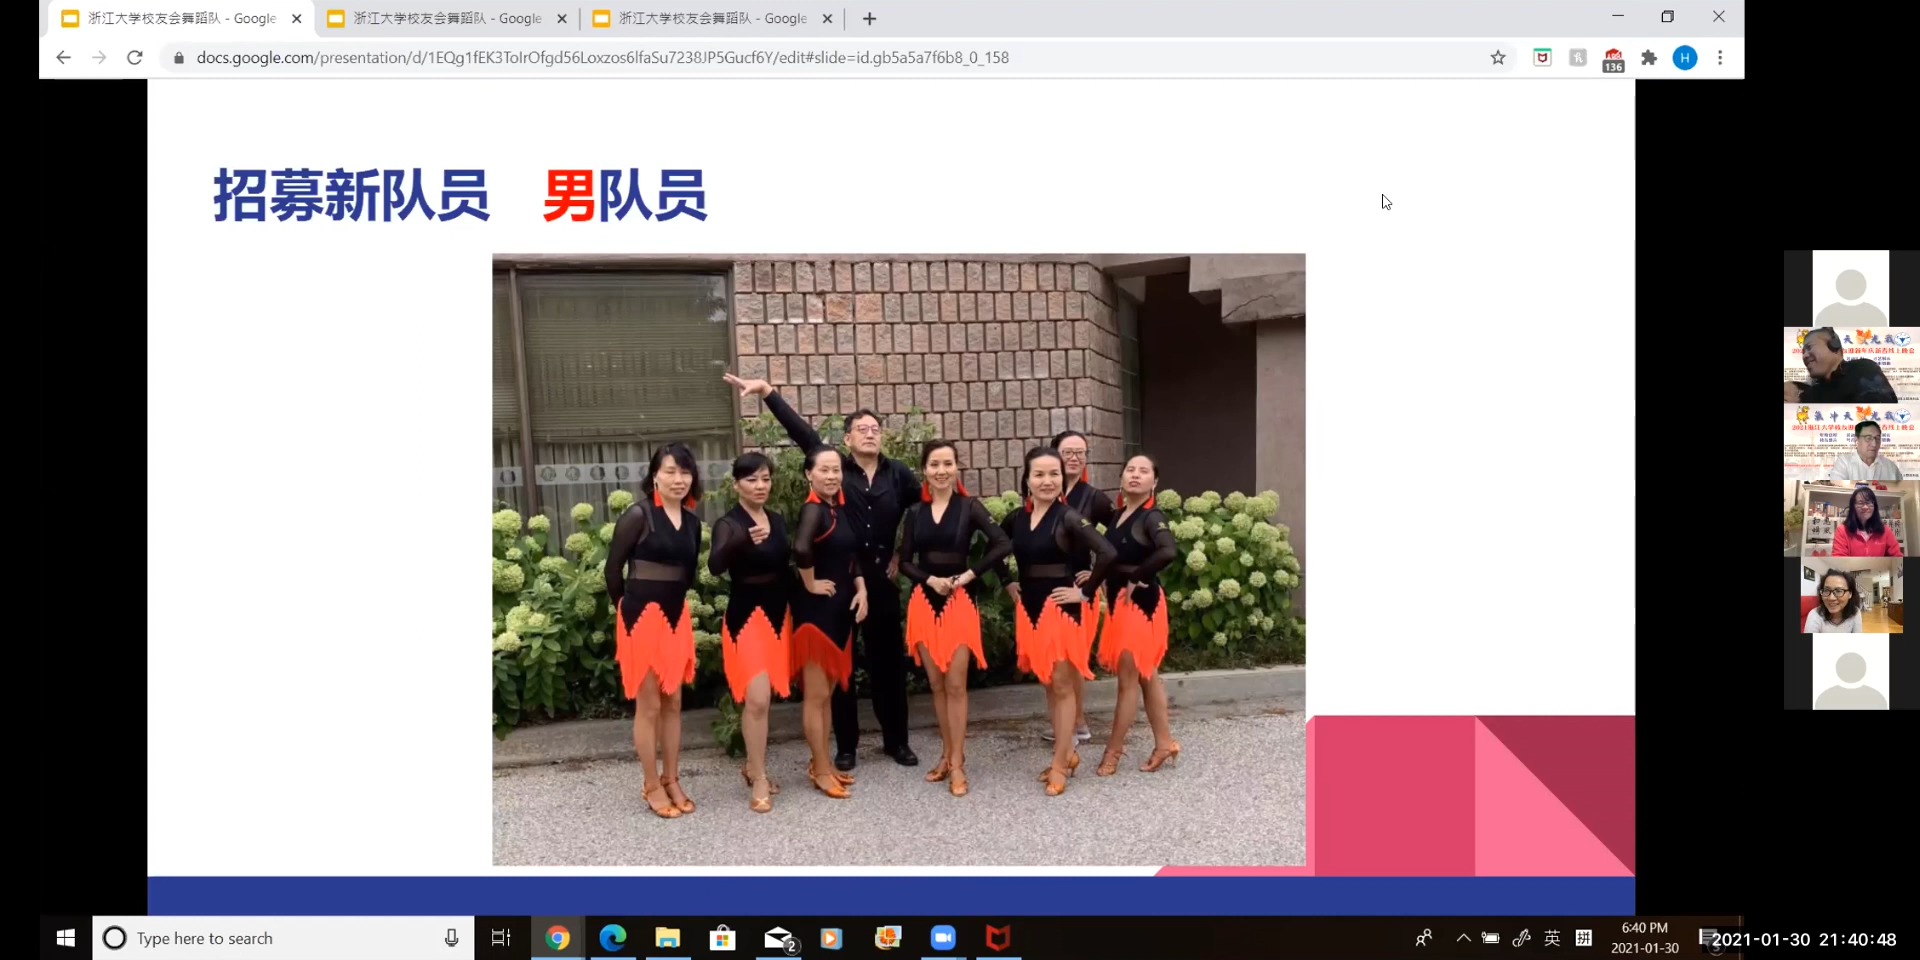 浙江大学校友会舞蹈队 - Google
浙江大学校友会舞蹈队 - Google
浙江大学校友会舞蹈队 - Google
docs.google.com/presentation/d/1EQg1fEK3ToIrOfgd56Loxzos6lfaSu7238JP5Gucf6Y/edit#slide=id.gb5a5a7f6b8_0_158
136
H
招募新队员 男队员
Type here to search
2
英
拼
6:40 PM
2021-01-30
2021-01-30 21:40:48